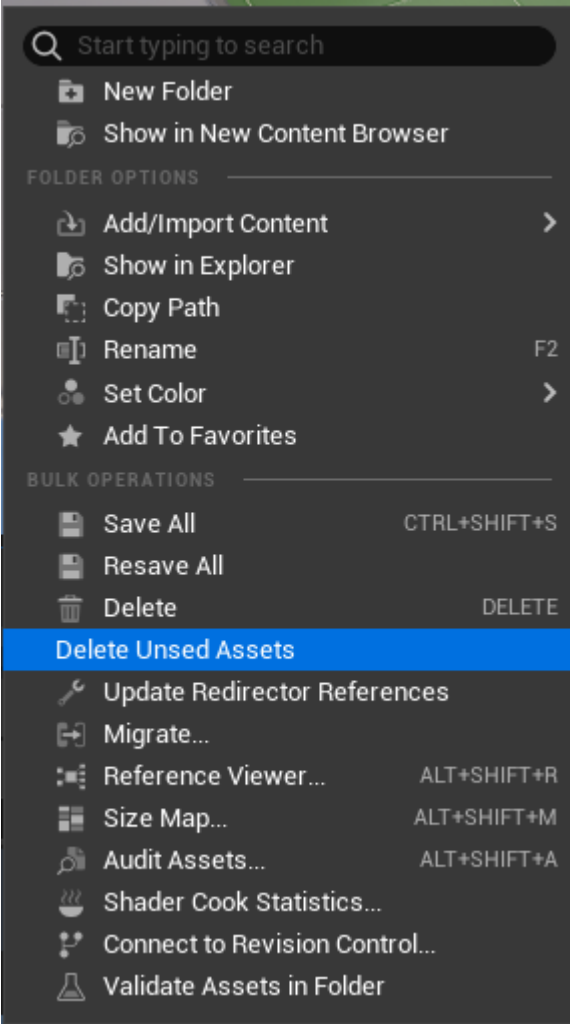 Start typing to search
New Folder
Show in New Content Browser
FOLDER OPTIONS
Add/Import Content
Show in Explorer
Copy Path
Rename F2
Set Color
Add To Favorites
BULK OPERATIONS
Save All CTRL+SHIFT+S
Resave All
Delete DELETE
Delete Unsed Assets
Update Redirector References
Migrate...
Reference Viewer... ALT+SHIFT+R
Size Map... ALT+SHIFT+M
Audit Assets... ALT+SHIFT+A
Shader Cook Statistics...
Connect to Revision Control...
Validate Assets in Folder